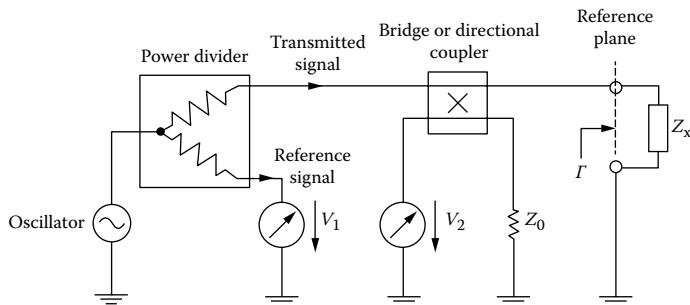 Reference
plane
Bridge or directional
coupler
Transmitted
signal
Power divider
Reference
signal
Oscillator
V1
V2
Z0
Γ
Zx